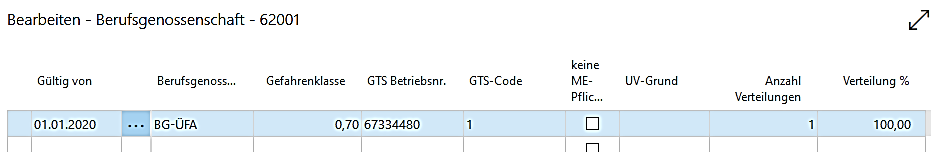 Bearbeiten - Berufsgenossenschaft - 62001
Gültig von Berufsgenoss... Gefahrenklasse GTS Betriebsnr. GTS-Code keine ME-Pflic... UV-Grund Anzahl Verteilungen Verteilung %
01.01.2020 ... BG-ÜFA 0,70 67334480 1 1 100,00